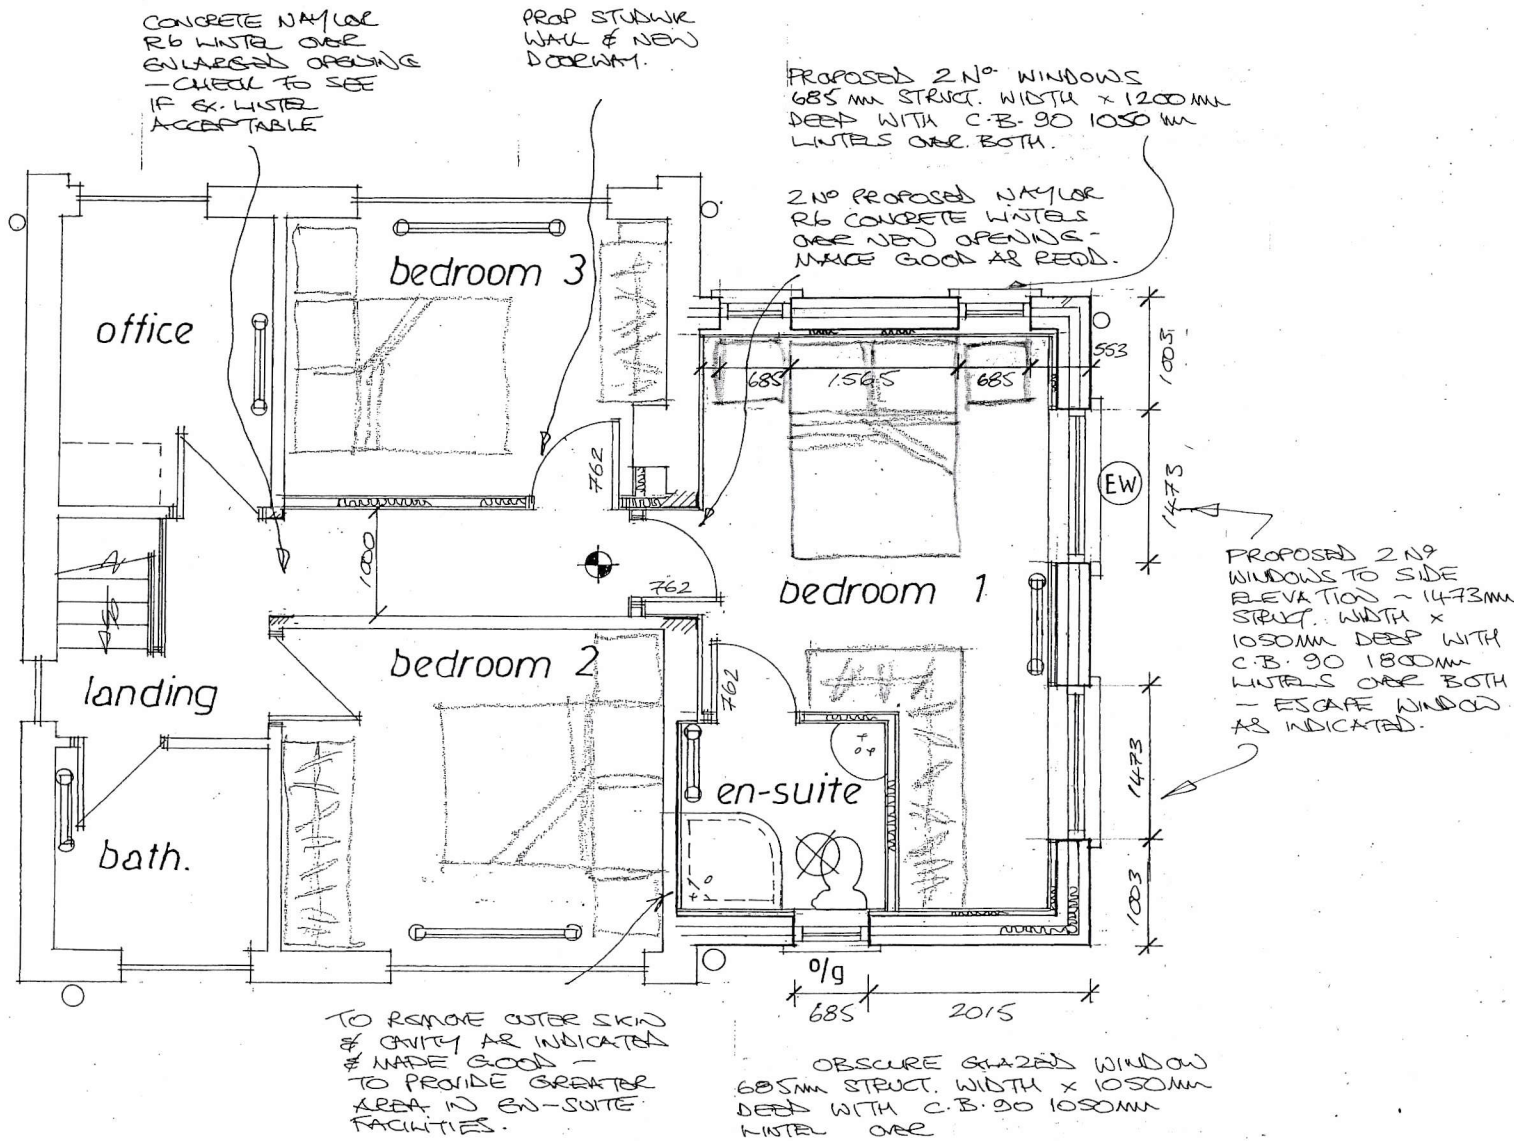 CONCRETE NAYLOR
R6 LINTEL OVER
ENLARGED OPENING
- CHECK TO SEE
IF EX. LINTEL
ACCEPTABLE
PROP STUDWK
WALL & NEW
DOORWAY.
PROPOSED 2 Nº WINDOWS
685 mm STRUCT. WIDTH x 1200 mm
DEEP WITH C.B. 90 1050 mm
LINTELS OVER BOTH.
2 Nº PROPOSED NAYLOR
R6 CONCRETE LINTELS
OVER NEW OPENING -
MAKE GOOD AS REQD.
bedroom 3
office
553
1003
685
1565
685
762
EW
1473
1000
762
bedroom 1
PROPOSED 2 Nº
WINDOWS TO SIDE
ELEVATION ~ 1473mm
STRUCT. WIDTH x
1050mm DEEP WITH
C.B. 90 1800mm
LINTELS OVER BOTH
- ESCAPE WINDOW
AS INDICATED.
bedroom 2
762
landing
1473
en-suite
bath.
1003
o/g
685
2015
TO REMOVE OUTER SKIN
& CAVITY AS INDICATED
& MADE GOOD -
TO PROVIDE GREATER
AREA IN EN-SUITE
FACILITIES.
OBSCURE GLAZED WINDOW
685mm STRUCT. WIDTH x 1050mm
DEEP WITH C.B. 90 1050mm
LINTEL OVER